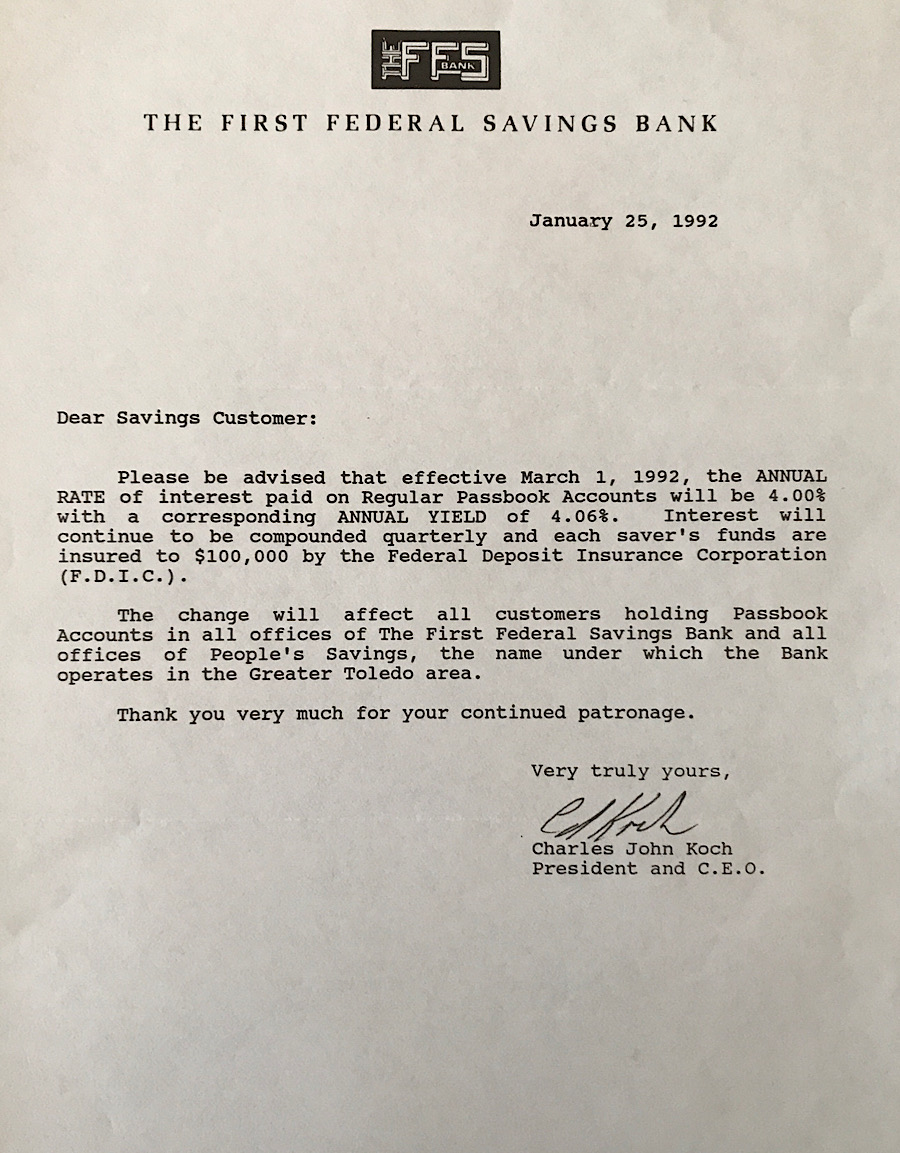 THE FFS BANK
THE FIRST FEDERAL SAVINGS BANK
January 25, 1992
Dear Savings Customer:
Please be advised that effective March 1, 1992, the ANNUAL
RATE of interest paid on Regular Passbook Accounts will be 4.00%
with a corresponding ANNUAL YIELD of 4.06%. Interest will
continue to be compounded quarterly and each saver's funds are
insured to $100,000 by the Federal Deposit Insurance Corporation
(F.D.I.C.).
The change will affect all customers holding Passbook
Accounts in all offices of The First Federal Savings Bank and all
offices of People's Savings, the name under which the Bank
operates in the Greater Toledo area.
Thank you very much for your continued patronage.
Very truly yours,
CJ Koch
Charles John Koch
President and C.E.O.